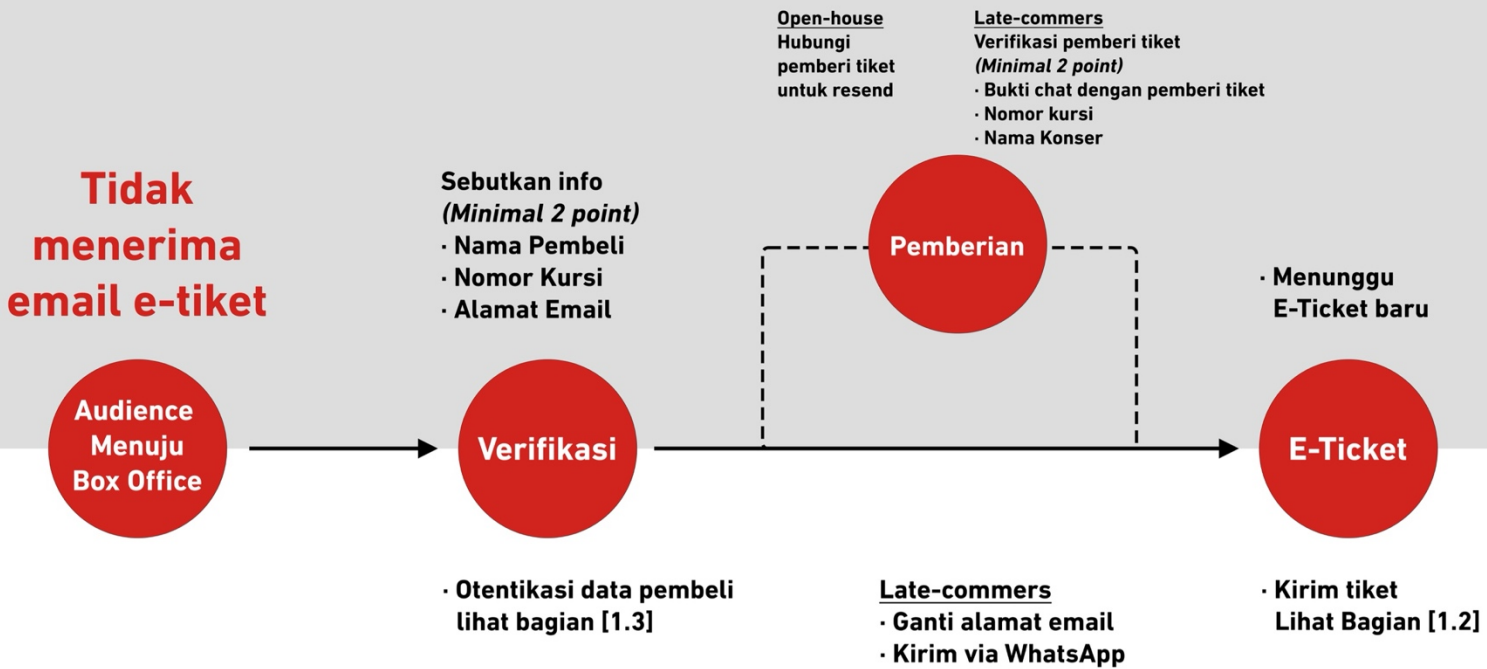 Open-house
Hubungi
pemberi tiket
untuk resend
Late-commers
Verifikasi pemberi tiket
(Minimal 2 point)
· Bukti chat dengan pemberi tiket
· Nomor kursi
· Nama Konser
Tidak
menerima
email e-tiket
Sebutkan info
(Minimal 2 point)
· Nama Pembeli
· Nomor Kursi
· Alamat Email
Pemberian
· Menunggu
E-Ticket baru
Audience
Menuju
Box Office
Verifikasi
E-Ticket
· Otentikasi data pembeli
lihat bagian [1.3]
Late-commers
· Ganti alamat email
· Kirim via WhatsApp
· Kirim tiket
Lihat Bagian [1.2]